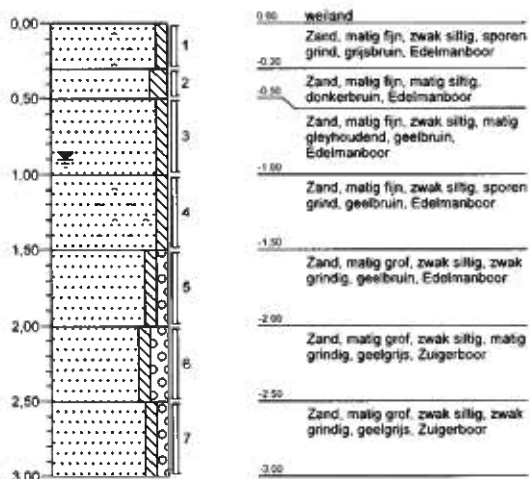 0,00
0,50
1,00
1,50
2,00
2,50
3,00
1
2
3
4
5
6
7
0.00 weiland
Zand, matig fijn, zwak siltig, sporen
grind, grijsbruin, Edelmanboor
-0.30
Zand, matig fijn, matig siltig,
donkerbruin, Edelmanboor
-0.50
Zand, matig fijn, zwak siltig, matig
gleyhoudend, geelbruin,
Edelmanboor
-1.00
Zand, matig fijn, zwak siltig, sporen
grind, geelbruin, Edelmanboor
-1.50
Zand, matig grof, zwak siltig, zwak
grindig, geelbruin, Edelmanboor
-2.00
Zand, matig grof, zwak siltig, matig
grindig, geelgrijs, Zuigerboor
-2.50
Zand, matig grof, zwak siltig, zwak
grindig, geelgrijs, Zuigerboor
-3.00